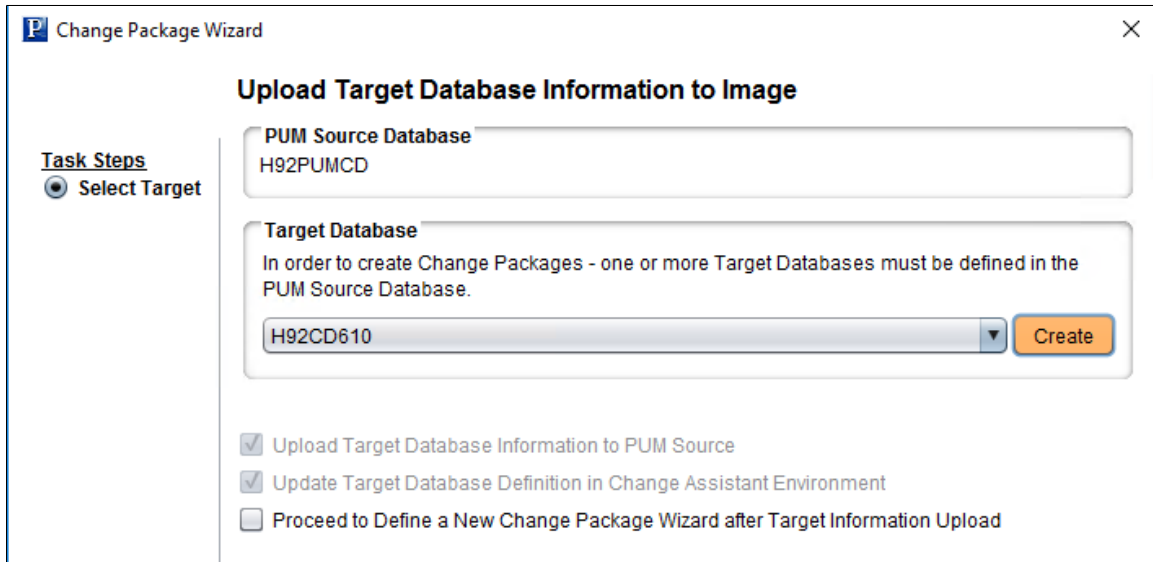 Change Package Wizard
Upload Target Database Information to Image
Task Steps
Select Target
PUM Source Database
H92PUMCD
Target Database
In order to create Change Packages - one or more Target Databases must be defined in the
PUM Source Database.
H92CD610
Create
Upload Target Database Information to PUM Source
Update Target Database Definition in Change Assistant Environment
Proceed to Define a New Change Package Wizard after Target Information Upload